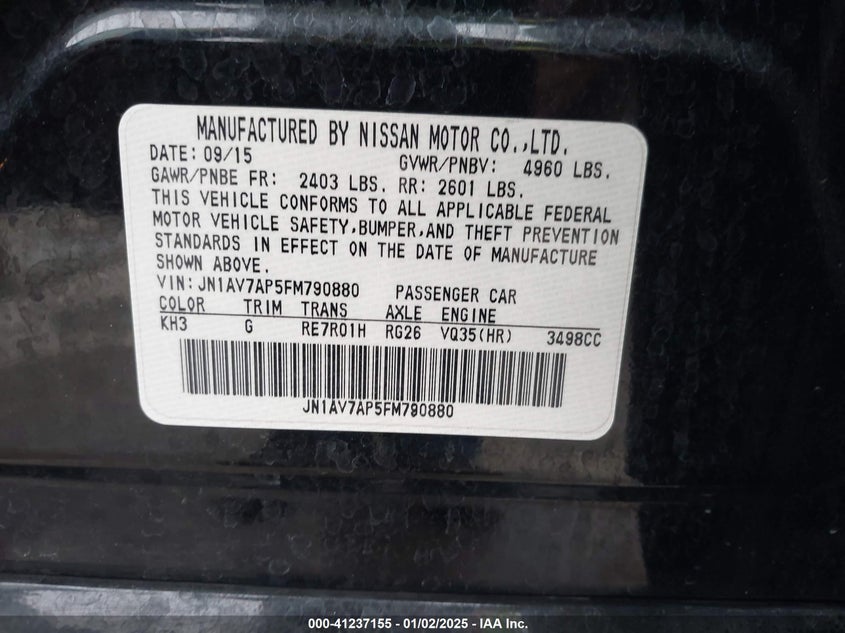 MANUFACTURED BY NISSAN MOTOR CO.,LTD.
DATE: 09/15 GVWR/PNBV: 4960 LBS.
GAWR/PNBE FR: 2403 LBS. RR: 2601 LBS.
THIS VEHICLE CONFORMS TO ALL APPLICABLE FEDERAL
MOTOR VEHICLE SAFETY,BUMPER,AND THEFT PREVENTION
STANDARDS IN EFFECT ON THE DATE OF MANUFACTURE
SHOWN ABOVE.
VIN:JN1AV7AP5FM790880 PASSENGER CAR
COLOR TRIM TRANS AXLE ENGINE
KH3 G RE7R01H RG26 VQ35(HR) 3498CC
JN1AV7AP5FM790880
000-41237155 — 01/02/2025 - IAA Inc.